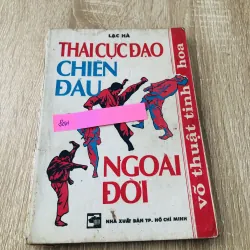 LẠC HÀ
THÁI CỰC ĐẠO
CHIẾN
ĐẤU
NGOÀI
ĐỜI
NHÀ XUẤT BẢN TP. HỒ CHÍ MINH
võ thuật tinh hoa